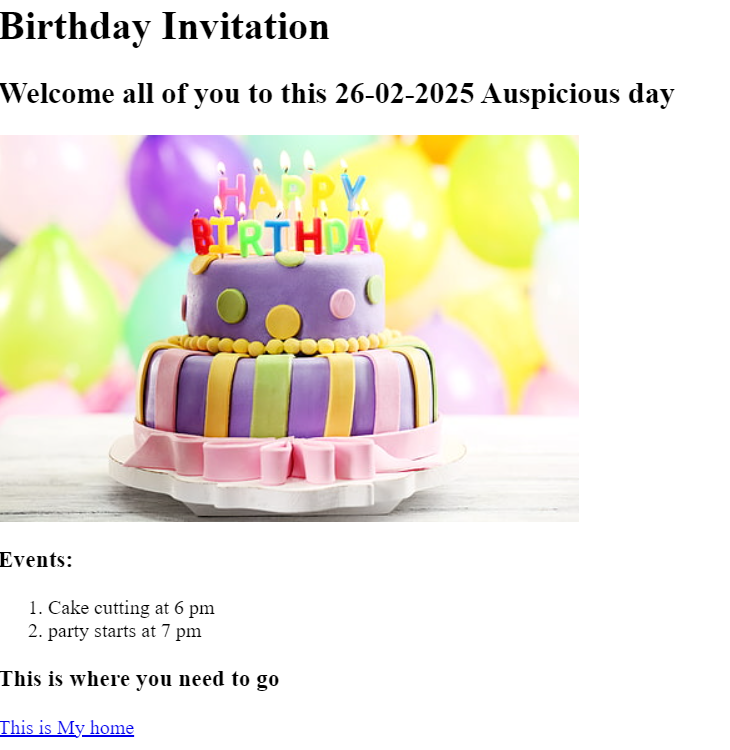 Birthday Invitation
Welcome all of you to this 26-02-2025 Auspicious day
HAPPY
BIRTHDAY
Events:
1. Cake cutting at 6 pm
2. party starts at 7 pm
This is where you need to go
This is My home